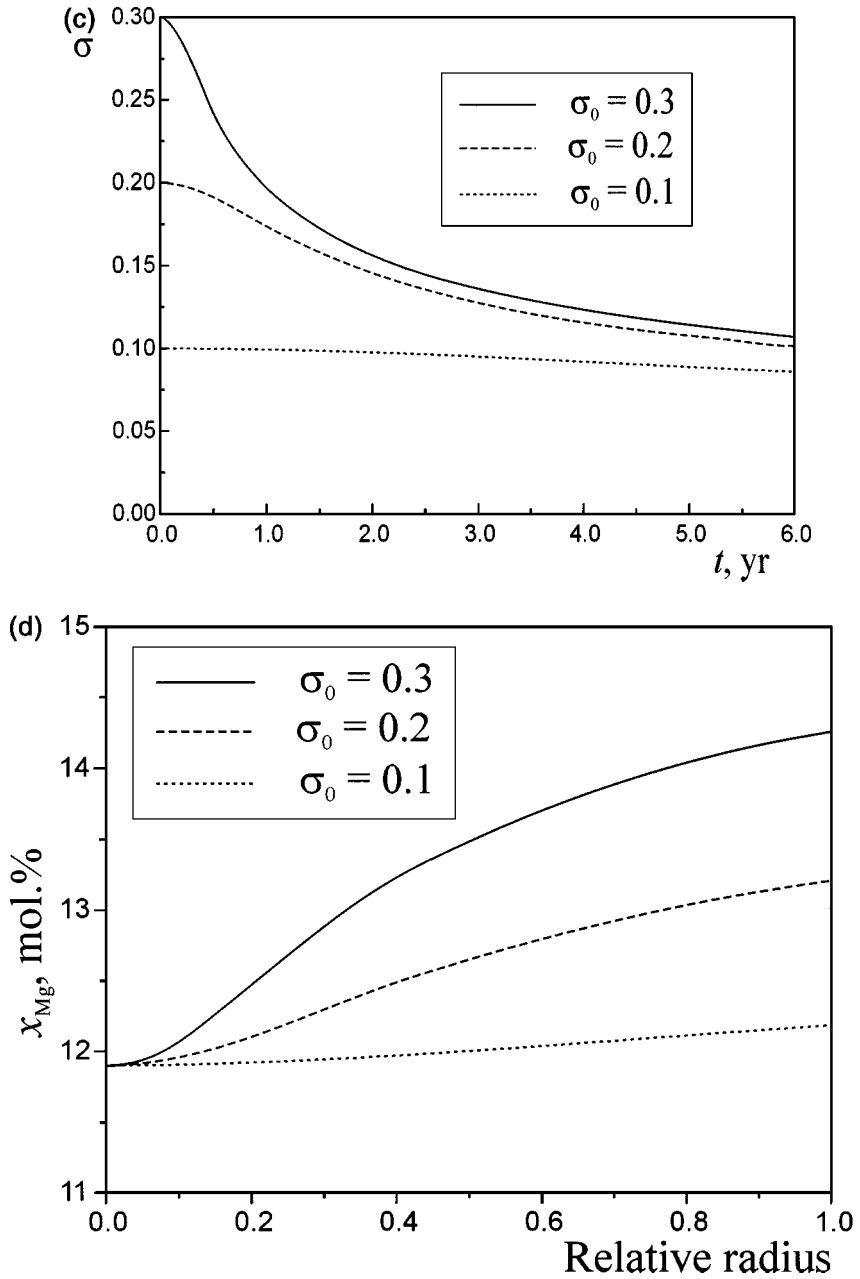 (c)
σ
0.30
0.25
0.20
0.15
0.10
0.05
0.00
σ₀ = 0.3
σ₀ = 0.2
σ₀ = 0.1
0.0 1.0 2.0 3.0 4.0 5.0 6.0
t, yr
(d)
15
14
13
12
11
x_Mg, mol.%
σ₀ = 0.3
σ₀ = 0.2
σ₀ = 0.1
0.0 0.2 0.4 0.6 0.8 1.0
Relative radius